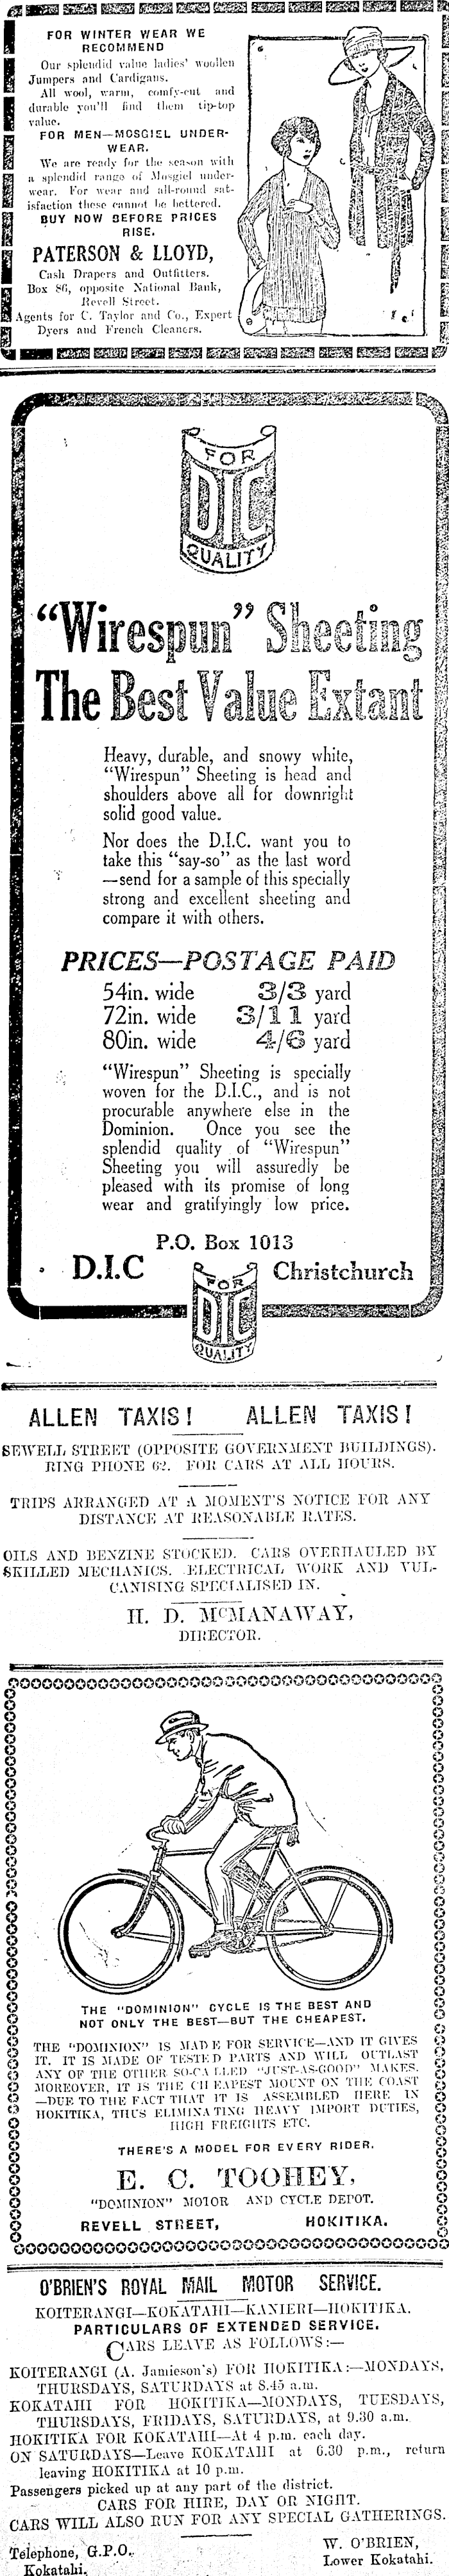 FOR WINTER WEAR WE
RECOMMEND
Our splendid value ladies' woollen
Jumpers and Cardigans.
All wool, warm, comfy-cut and
durable you'll find them tip-top
value.
FOR MEN—MOSGIEL UNDER-
WEAR.
We are ready for the season with
a splendid range of Mosgiel under-
wear. For wear and all-round sat-
isfaction these cannot be bettered.
BUY NOW BEFORE PRICES
RISE.
PATERSON & LLOYD,
Cash Drapers and Outfitters.
Box 86, opposite National Bank,
Revell Street.
Agents for C. Taylor and Co., Expert
Dyers and French Cleaners.
FOR
DIC
QUALITY
"Wirespun" Sheeting
The Best Value Extant
Heavy, durable, and snowy white,
"Wirespun" Sheeting is head and
shoulders above all for downright
solid good value.
Nor does the D.I.C. want you to
take this "say-so" as the last word
—send for a sample of this specially
strong and excellent sheeting and
compare it with others.
PRICES—POSTAGE PAID
54in. wide 3/3 yard
72in. wide 3/11 yard
80in. wide 4/6 yard
"Wirespun" Sheeting is specially
woven for the D.I.C., and is not
procurable anywhere else in the
Dominion. Once you see the
splendid quality of "Wirespun"
Sheeting you will assuredly be
pleased with its promise of long
wear and gratifyingly low price.
P.O. Box 1013
D.I.C Christchurch
FOR
DIC
QUALITY
ALLEN TAXIS! ALLEN TAXIS!
SEWELL STREET (OPPOSITE GOVERNMENT BUILDINGS).
RING PHONE 62. FOR CARS AT ALL HOURS.
TRIPS ARRANGED AT A MOMENT'S NOTICE FOR ANY
DISTANCE AT REASONABLE RATES.
OILS AND BENZINE STOCKED. CARS OVERHAULED BY
SKILLED MECHANICS. ELECTRICAL WORK AND VUL-
CANISING SPECIALISED IN.
H. D. McMANAWAY,
DIRECTOR.
THE "DOMINION" CYCLE IS THE BEST AND
NOT ONLY THE BEST—BUT THE CHEAPEST.
THE "DOMINION" IS MADE FOR SERVICE—AND IT GIVES
IT. IT IS MADE OF TESTED PARTS AND WILL OUTLAST
ANY OF THE OTHER SO-CALLED "JUST-AS-GOOD" MAKES.
MOREOVER, IT IS THE CHEAPEST MOUNT ON THE COAST
—DUE TO THE FACT THAT IT IS ASSEMBLED HERE IN
HOKITIKA, THUS ELIMINATING HEAVY IMPORT DUTIES,
HIGH FREIGHTS ETC.
THERE'S A MODEL FOR EVERY RIDER.
E. C. TOOHEY,
"DOMINION" MOTOR AND CYCLE DEPOT.
REVELL STREET, HOKITIKA.
O'BRIEN'S ROYAL MAIL MOTOR SERVICE.
KOITERANGI—KOKATAHI—KANIERI—HOKITIKA.
PARTICULARS OF EXTENDED SERVICE.
CARS LEAVE AS FOLLOWS:—
KOITERANGI (A. Jamieson's) FOR HOKITIKA:—MONDAYS,
THURSDAYS, SATURDAYS at 8.45 a.m.
KOKATAHI FOR HOKITIKA—MONDAYS, TUESDAYS,
THURSDAYS, FRIDAYS, SATURDAYS, at 9.30 a.m.
HOKITIKA FOR KOKATAHI—At 4 p.m. each day.
ON SATURDAYS—Leave KOKATAHI at 6.30 p.m., return
leaving HOKITIKA at 10 p.m.
Passengers picked up at any part of the district.
CARS FOR HIRE, DAY OR NIGHT.
CARS WILL ALSO RUN FOR ANY SPECIAL GATHERINGS.
Telephone, G.P.O. W. O'BRIEN,
Kokatahi. Lower Kokatahi.